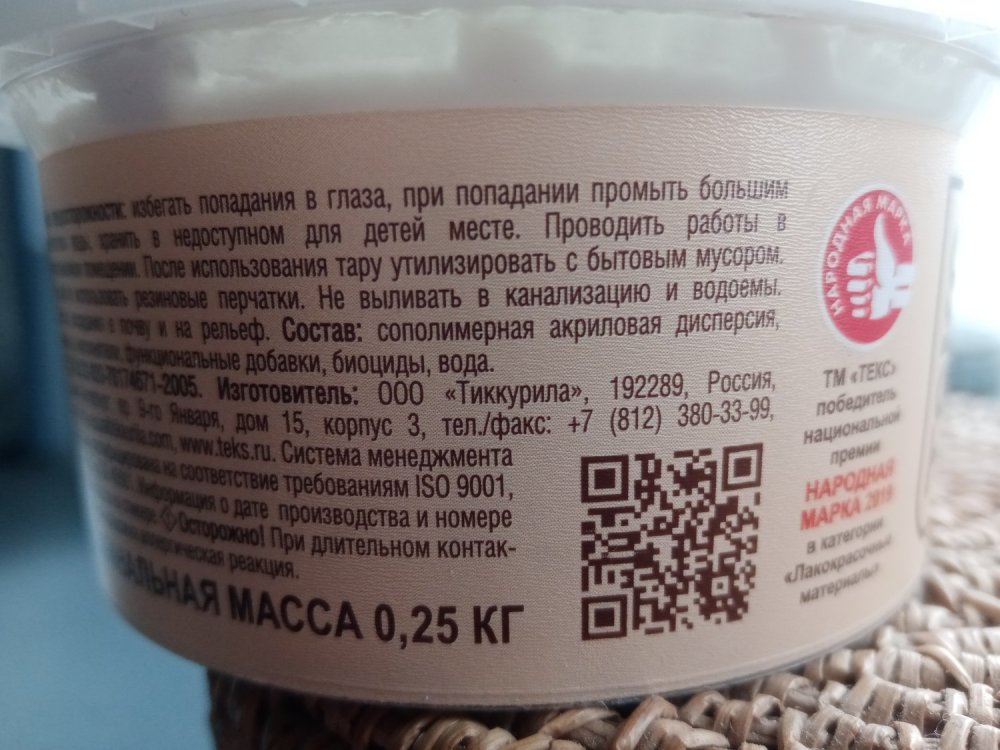 избегать попадания в глаза, при попадании промыть большим
хранить в недоступном для детей месте. Проводить работы в
помещении. После использования тару утилизировать с бытовым мусором.
использовать резиновые перчатки. Не выливать в канализацию и водоемы.
в почву и на рельеф. Состав: сополимерная акриловая дисперсия,
функциональные добавки, биоциды, вода.
-2005. Изготовитель: ООО «Тиккурила», 192289, Россия,
9-го Января, дом 15, корпус 3, тел./факс: +7 (812) 380-33-99,
www.teks.ru. Система менеджмента
на соответствие требованиям ISO 9001,
Информация о дате производства и номере
Осторожно! При длительном контак-
аллергическая реакция.
МАССА 0,25 КГ
НАРОДНАЯ МАРКА
ТМ «ТЕКС»
победитель
национальной
премии
НАРОДНАЯ
МАРКА
в категории
«Лакокрасочные
материалы»